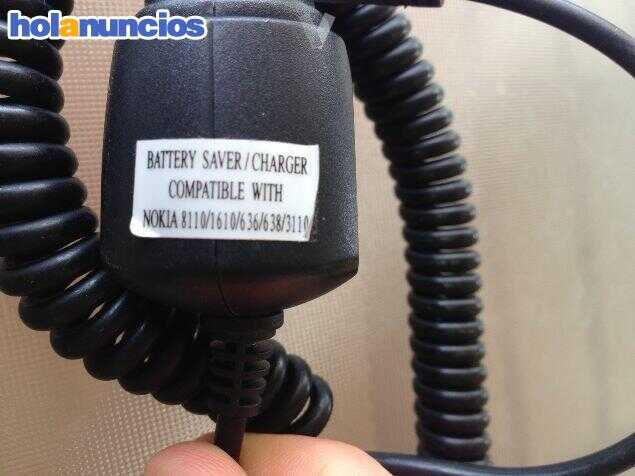 holanuncios
BATTERY SAVER/CHARGER
COMPATIBLE WITH
NOKIA 8110/1610/636/638/3110